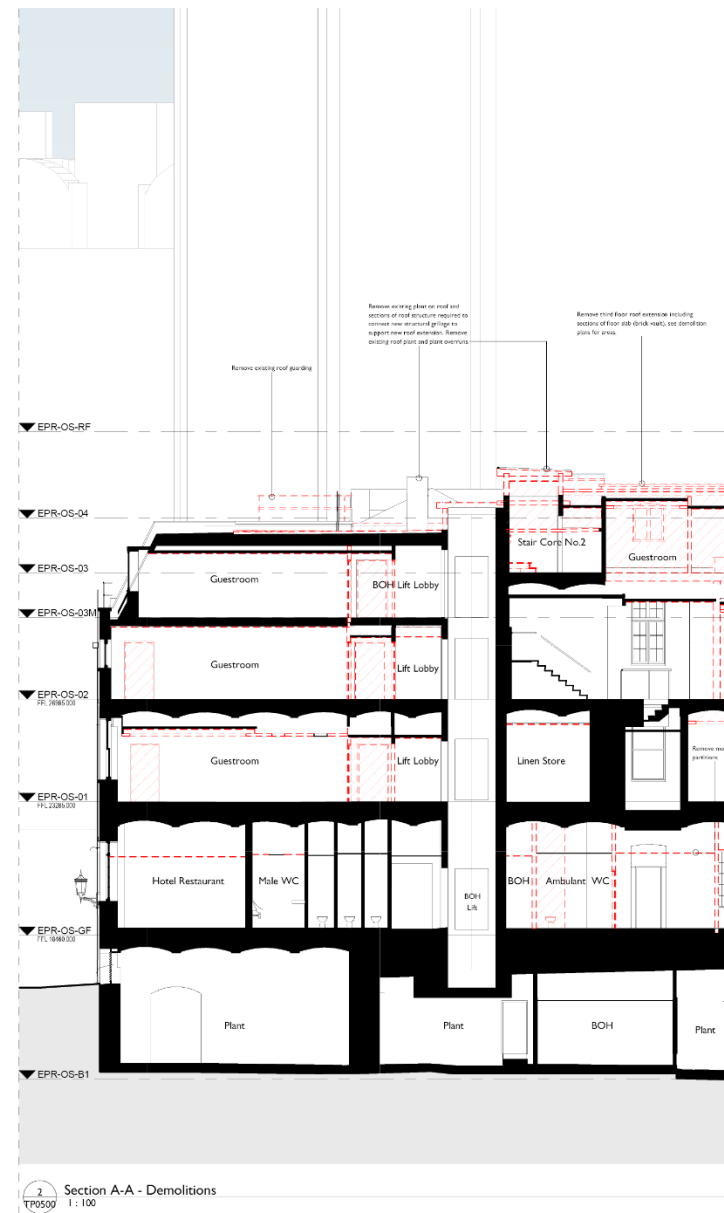 Remove existing plant on roof and
sections of roof structure required to
connect new structural grillage to
support new roof extension. Remove
existing roof plant and plant overruns.
Remove third floor roof extension including
sections of floor slab (brick vault), see demolition
plans for areas.
Remove existing roof guarding
EPR-OS-RF
EPR-OS-04
Stair Core No.2
Guestroom
EPR-OS-03
Guestroom
BOH Lift Lobby
EPR-OS-03M
Guestroom
Lift Lobby
EPR-OS-02
FFL 26985.000
Remove
partitions
Guestroom
Lift Lobby
Linen Store
EPR-OS-01
FFL 23285.000
Hotel Restaurant
Male WC
BOH
Lift
BOH
Ambulant WC
EPR-OS-GF
Plant
Plant
BOH
Plant
EPR-OS-B1
2
TP0500
Section A-A - Demolitions
1 : 100